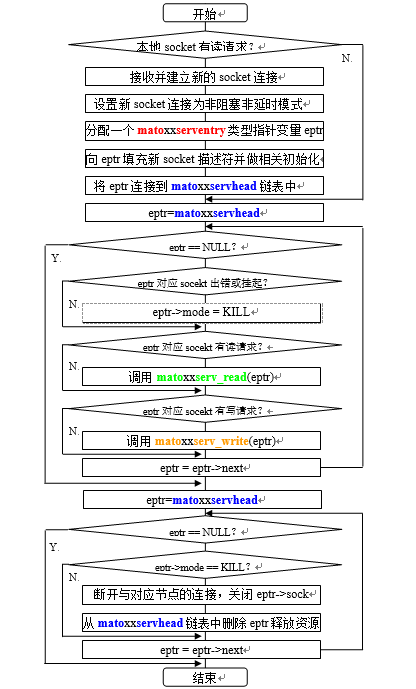 开始
本地 socket 有读请求?
N.
接收并建立新的 socket 连接
设置新 socket 连接为非阻塞非延时模式
分配一个 matoxxserventry 类型指针变量 eptr
向 eptr 填充新 socket 描述符并做相关初始化
将 eptr 连接到 matoxxservhead 链表中
eptr=matoxxservhead
eptr == NULL?
Y.
eptr 对应 socekt 出错或挂起?
N.
eptr->mode = KILL
eptr 对应 socekt 有读请求?
N.
调用 matoxxserv_read(eptr)
eptr 对应 socekt 有写请求?
N.
调用 matoxxserv_write(eptr)
eptr = eptr->next
eptr=matoxxservhead
eptr == NULL?
Y.
eptr->mode == KILL?
N.
断开与对应节点的连接，关闭 eptr->sock
从 matoxxservhead 链表中删除 eptr 释放资源
eptr = eptr->next
结束